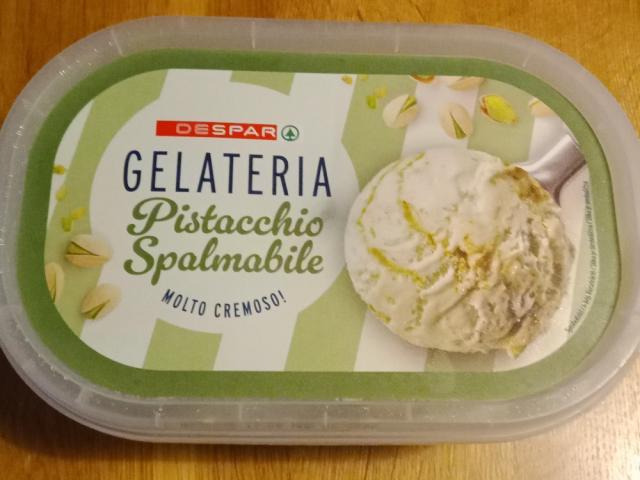 DESPAR
GELATERIA
Pistacchio
Spalmabile
MOLTO CREMOSO!